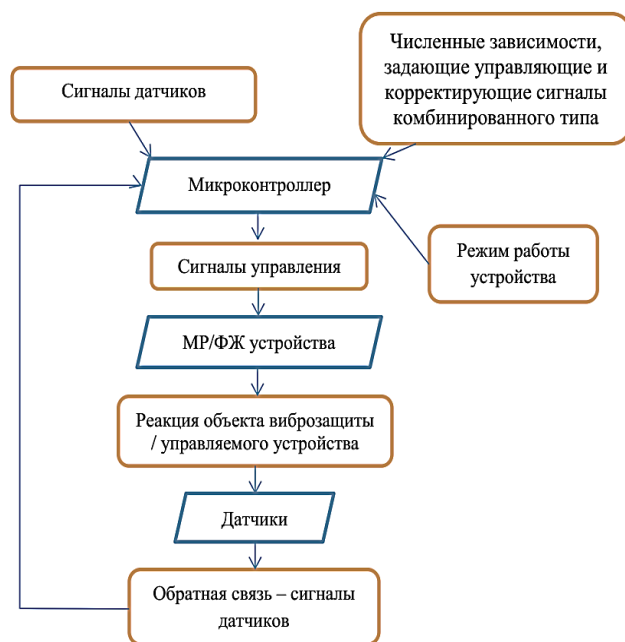 Численные зависимости,
задающие управляющие и
корректирующие сигналы
комбинированного типа
Сигналы датчиков
Микроконтроллер
Режим работы
устройства
Сигналы управления
МР/ФЖ устройства
Реакция объекта виброзащиты
/ управляемого устройства
Датчики
Обратная связь – сигналы
датчиков